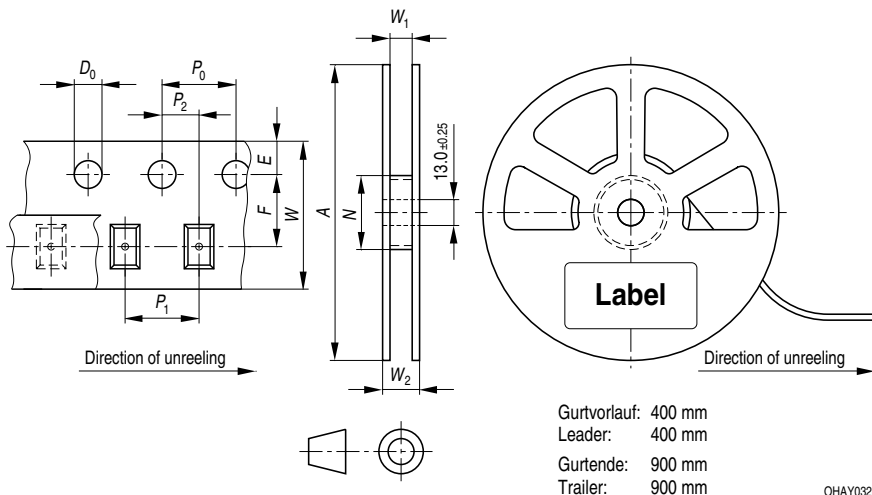 W1
D0
P0
P2
E
F
W
A
N
13.0 ±0.25
Label
P1
W2
Direction of unreeling
Direction of unreeling
Gurtvorlauf: 400 mm
Leader: 400 mm
Gurtende: 900 mm
Trailer: 900 mm
OHAY032